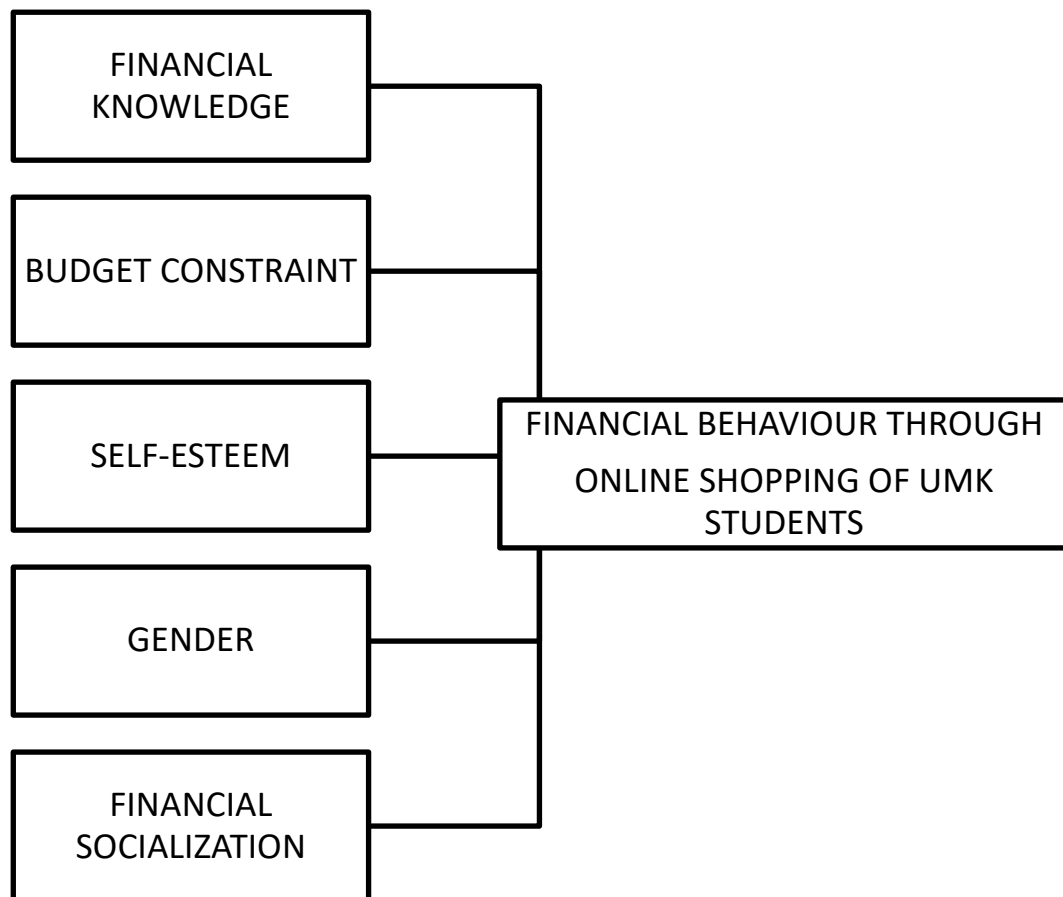 FINANCIAL
KNOWLEDGE
BUDGET CONSTRAINT
SELF-ESTEEM
FINANCIAL BEHAVIOUR THROUGH
ONLINE SHOPPING OF UMK
STUDENTS
GENDER
FINANCIAL
SOCIALIZATION